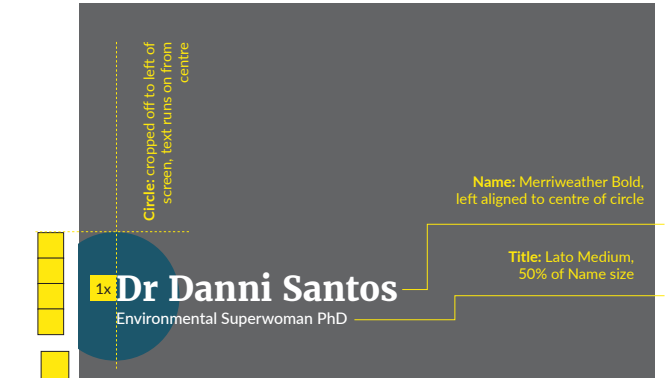 Circle: cropped off to left of
screen, text runs on from
centre
Name: Merriweather Bold,
left aligned to centre of circle
Title: Lato Medium,
50% of Name size
1x
Dr Danni Santos
Environmental Superwoman PhD